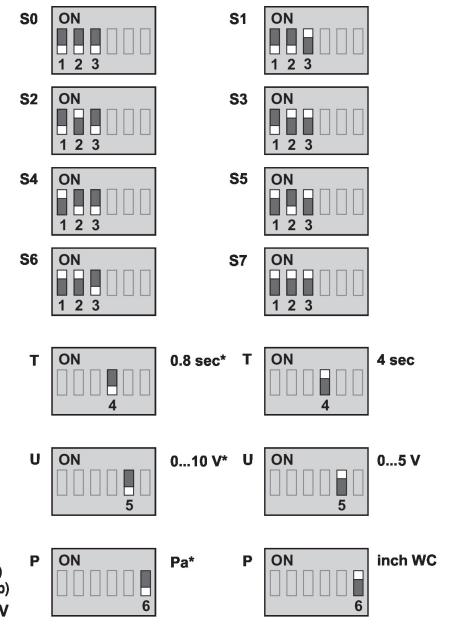 S0 ON S1 ON
1 2 3 1 2 3
S2 ON S3 ON
1 2 3 1 2 3
S4 ON S5 ON
1 2 3 1 2 3
S6 ON S7 ON
1 2 3 1 2 3
T ON 0.8 sec* T ON 4 sec
4 4
U ON 0...10 V* U ON 0...5 V
5 5
P ON Pa* P ON inch WC
)
o)
6 6
V